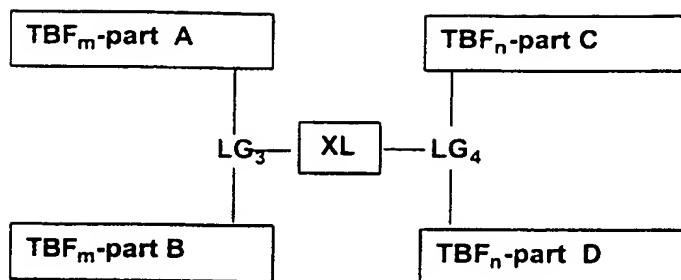 TBFm-part A TBFn-part C
LG3 XL LG4
TBFm-part B TBFn-part D